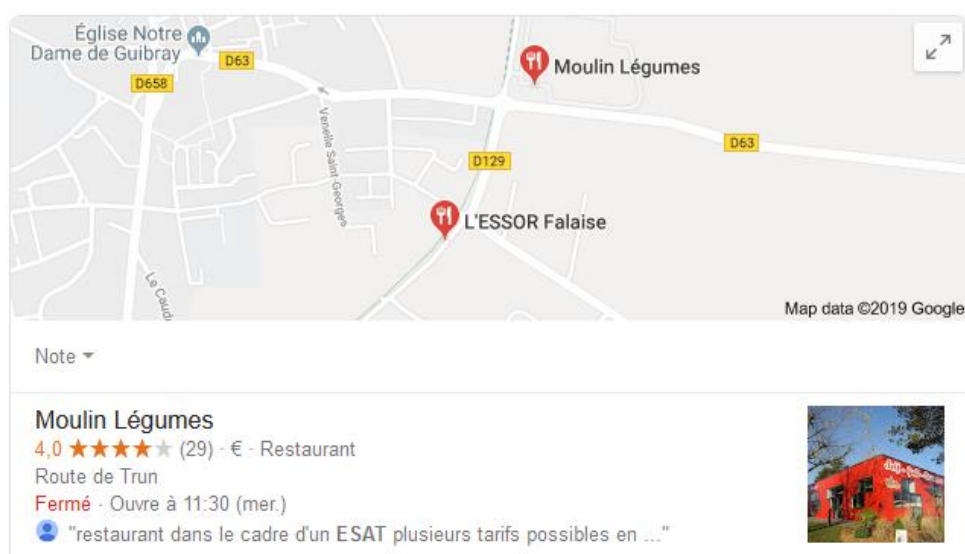 Église Notre
Dame de Guibray
D63
D658
Moulin Légumes
Venelle Saint-Georges
D63
D129
L'ESSOR Falaise
Le Caud
Map data ©2019 Google
Note
Moulin Légumes
4,0 ★★★★★ (29) · € · Restaurant
Route de Trun
Fermé · Ouvre à 11:30 (mer.)
"restaurant dans le cadre d'un ESAT plusieurs tarifs possibles en ..."